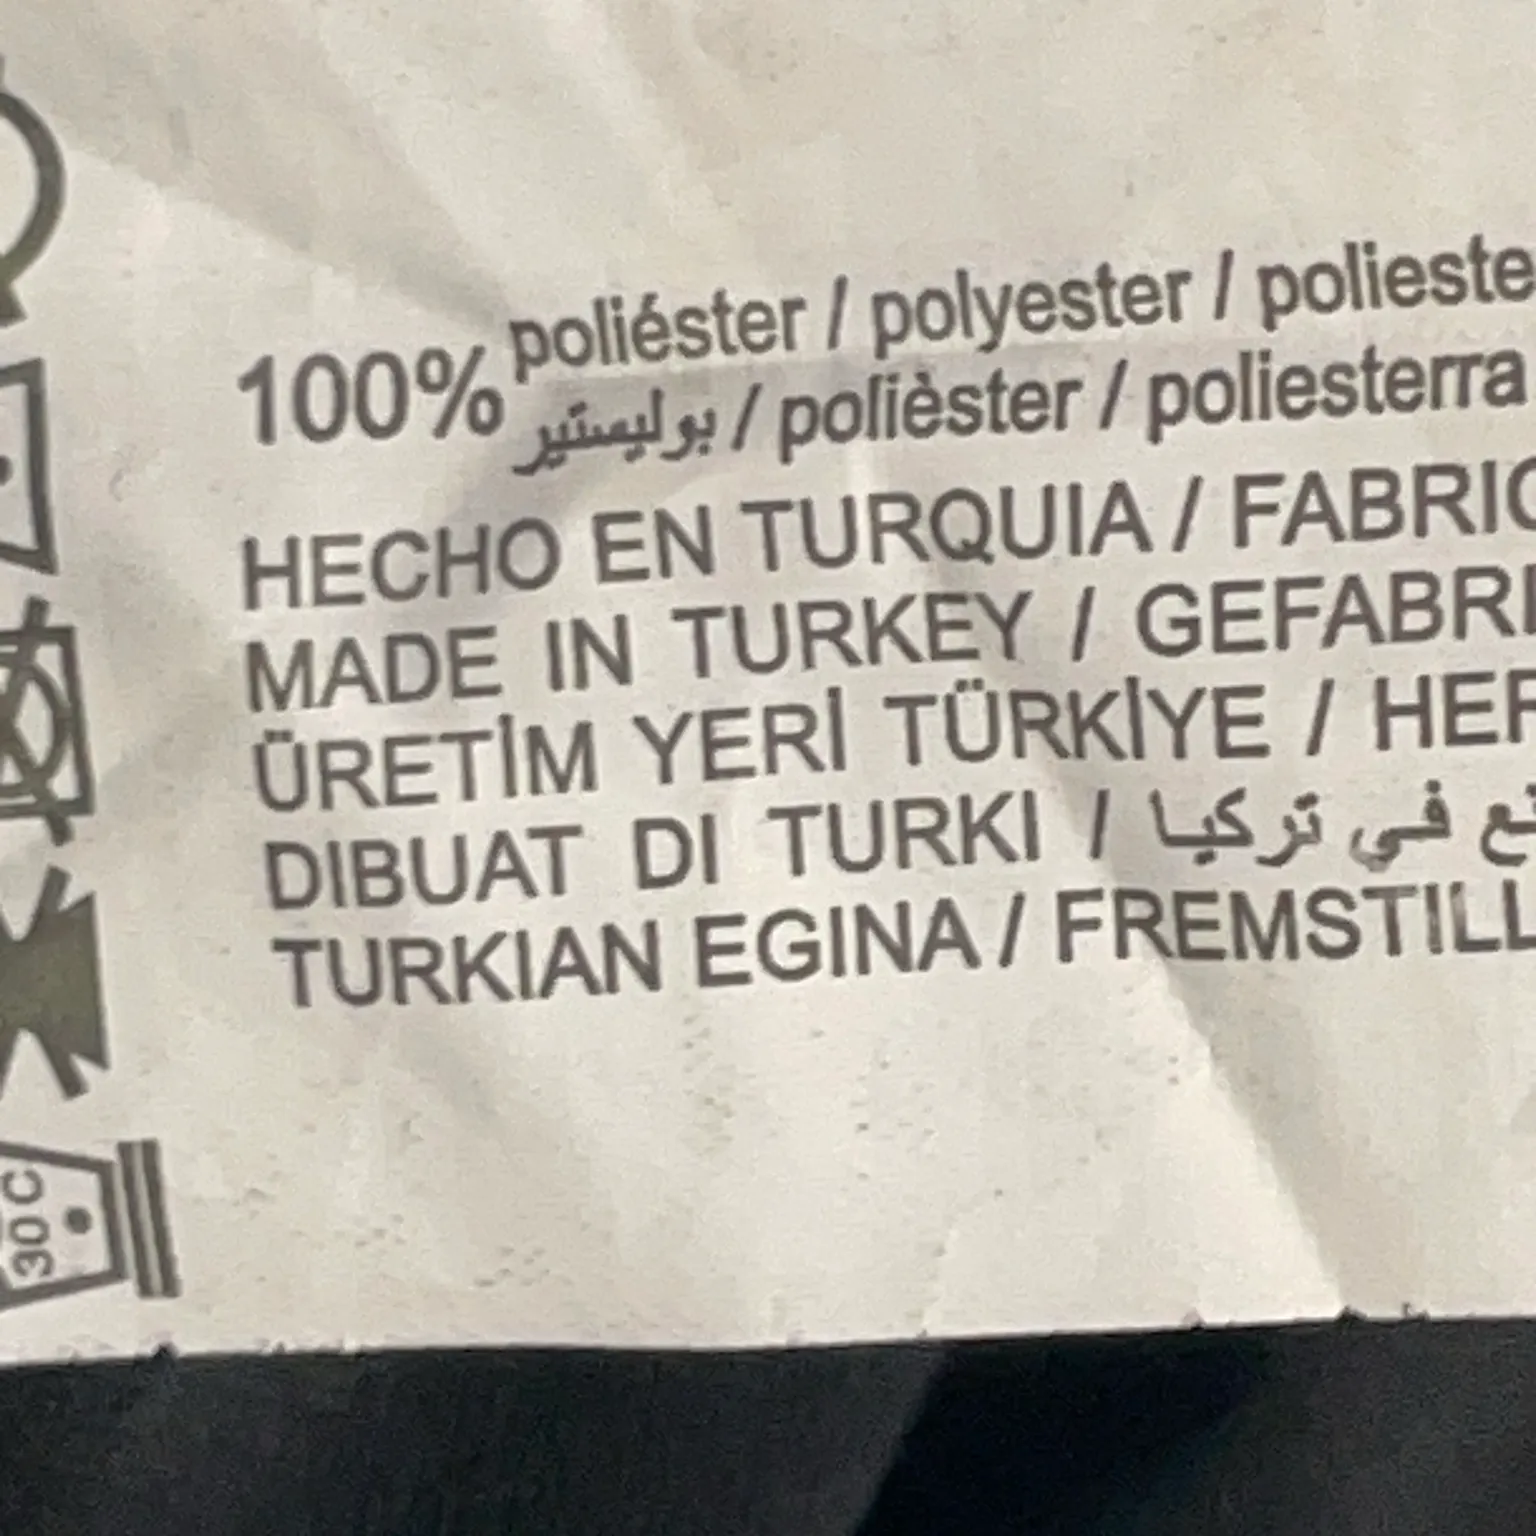 100% poliéster / polyester / polieste
بوليستير / polièster / poliesterra
HECHO EN TURQUIA / FABRIC
MADE IN TURKEY / GEFABRI
ÜRETİM YERİ TÜRKİYE / HER
DIBUAT DI TURKI / نع في تركيا
TURKIAN EGINA / FREMSTILL
30 C